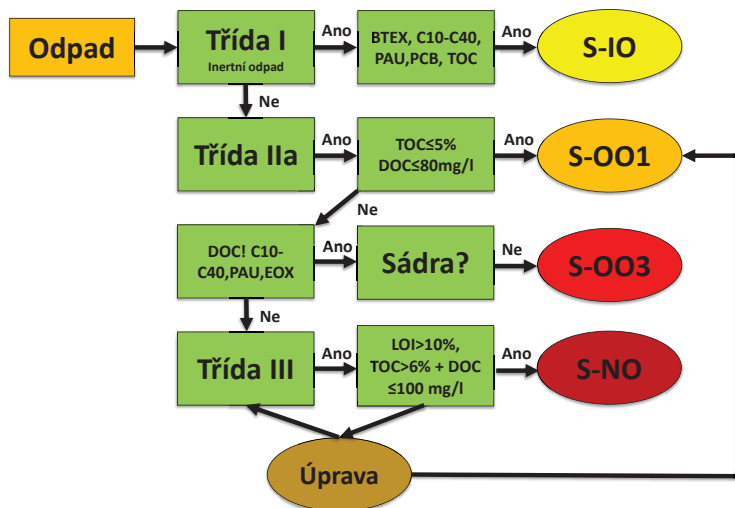 Odpad
Třída I
Inertní odpad
Ano
BTEX, C10-C40,
PAU,PCB, TOC
Ano
S-IO
Ne
Třída IIa
Ano
TOC≤5%
DOC≤80mg/l
Ano
S-OO1
Ne
DOC! C10-
C40,PAU,EOX
Ano
Sádra?
Ne
S-OO3
Ne
Třída III
Ano
LOI>10%,
TOC>6% + DOC
≤100 mg/l
Ano
S-NO
Úprava